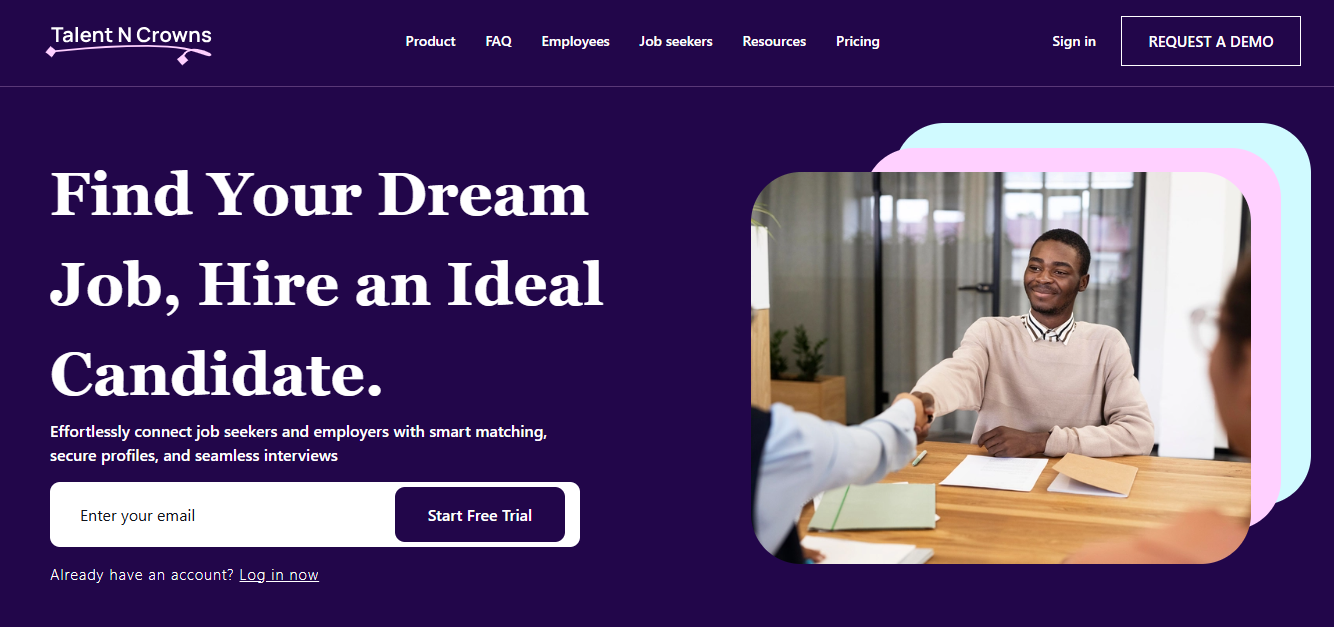 Talent N Crowns
Product FAQ Employees Job seekers Resources Pricing
Sign in REQUEST A DEMO
Find Your Dream
Job, Hire an Ideal
Candidate.
Effortlessly connect job seekers and employers with smart matching,
secure profiles, and seamless interviews
Enter your email Start Free Trial
Already have an account? Log in now